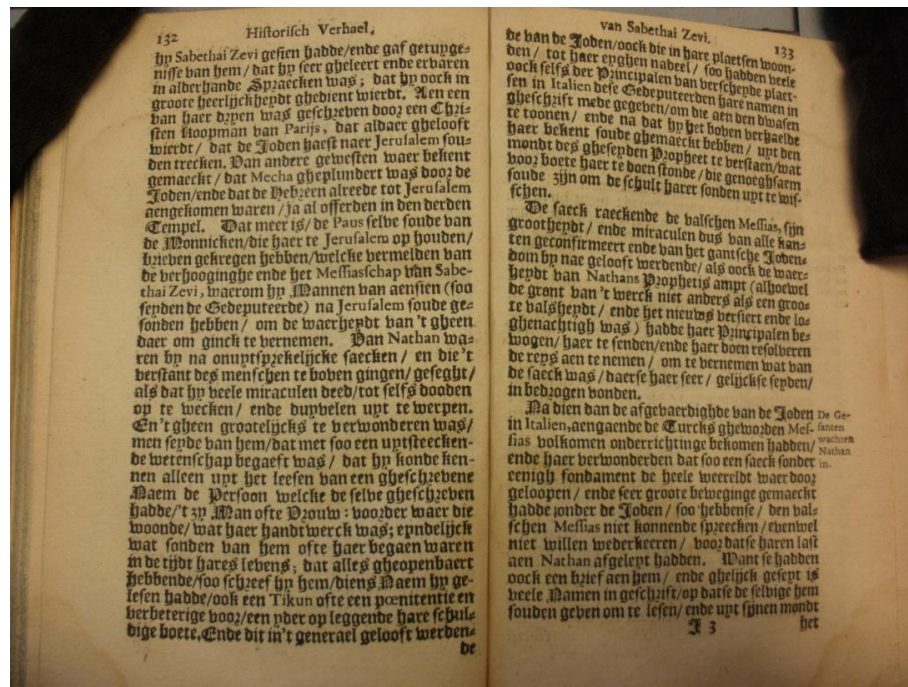 132 Historisch Verhael,
hy Sabethai Zevi gesien hadde/ende gaf getuyge-
nisse van hem/dat hy seer gheleert ende ervaren
in alderhande Spraecken was; dat hy oock in
groote heerlijckheydt ghedient wierdt. Aen een
van haer dryen was geschreven door een Chri-
sten Koopman van Parijs, dat aldaer ghelooft
wierdt/dat de Joden haest naer Jerusalem sou-
den trecken. Van andere gewesten waer bekent
gemaeckt/dat Mecha gheplundert was door de
Joden/ende dat de Hebreen alreede tot Jerusalem
aengekomen waren/ja al offerden in den derden
Tempel. Dat meer is/de Paus selve soude van
de Monnicken/die haer te Jerusalem op houden/
brieven gekregen hebben/welcke vermelden van
de verhooginghe ende het Messiasschap van Sabe-
thai Zevi, waerom hy Mannen van aensien (soo
seyden de Gedeputeerde) na Jerusalem soude ge-
sonden hebben/om de waerheydt van 't gheen
daer om ginck te vernemen. Van Nathan wa-
ren by na onuytsprekelijcke saecken/en die 't
verstant des menschen te boven gingen/geseght/
als dat hy veele miraculen deed/tot selfs dooden
op te wecken/ende duyvelen uyt te werpen.
En 't gheen grootelijcks te verwonderen was/
men seyde van hem/dat met soo een uytsteecken-
de wetenschap begaeft was/dat hy konde ken-
nen alleen uyt het leesen van een gheschrevene
Naem de Persoon welcke de selve gheschreven
hadde/'t zy Man ofte Vrouw: voorder waer die
woonde/wat haer handtwerck was; eyndelijck
wat sonden van hem ofte haer begaen waren
in de tijdt hares levens; dat alles gheopenbaert
hebbende/soo schreef hy hem/diens Naem hy ge-
lesen hadde/ook een Tikun ofte een pœnitentie en
verbeterige voor/een yder op leggende hare schul-
dige boete. Ende dit in 't generael gelooft werden-
de
van Sabethai Zevi. 133
de van de Joden/oock die in hare plaetsen woon-
den/tot haer eyghen nadeel/soo hadden veele
oock selfs der Principalen van verscheyde plaet-
sen in Italien dese Gedeputeerden hare namen in
gheschrift mede gegeven/om die aen den dwasen
te toonen/ende na dat hy het boven verhaelde
haer bekent soude ghemaeckt hebben/uyt den
mondt des gheseyden Propheet te verstaen/wat
voor boete haer te doen stonde/die genoeghsaem
soude zijn om de schult harer sonden uyt te wis-
schen.
De saeck raeckende de valschen Messias, sijn
grootheydt/ende miraculen dus van alle kan-
ten geconfirmeert ende van het gantsche Joden-
dom by nae gelooft werdende/als oock de waer-
heydt van Nathans Prophetis ampt (alhoewel
de gront van 't werck niet anders als een groo-
te valsheydt/ende het nieuws versiert ende lo-
ghenachtigh was) hadde haer Principalen be-
wogen/haer te senden/ende haer doen resolveren
de reys aen te nemen/om te vernemen wat van
de saeck was/daerse haer seer/gelijckse seyden/
in bedrogen vonden.
Na dien dan de afgevaerdighde van de Joden
in Italien, aengaende de Turcks gheworden Mes-
sias volkomen onderrichtinge bekomen hadden/
ende haer verwonderden dat soo een saeck sonder
eenigh fondament de heele weereldt waer door
geloopen/ende seer groote beweginge gemaeckt
hadde onder de Joden/soo hebbense/den val-
schen Messias niet konnende spreecken/evenwel
niet willen wederkeeren/voor datse haren last
aen Nathan afgeleyt hadden. Want se hadden
oock een brief aen hem/ende ghelijck geseyt is
veele Namen in geschrift/op datse de selvige hem
souden geven om te lesen/ende uyt sijnen mondt
J 3 het
De Ge-
santen
wachten
Nathan
in.